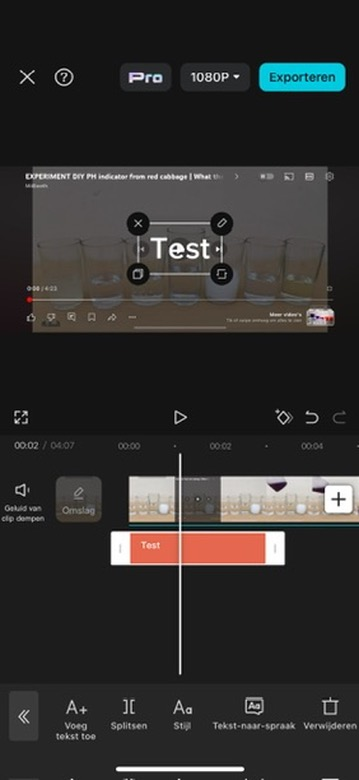 Pro
1080P
Exporteren
EXPERIMENT DIY PH indicator from red cabbage | What
Test
0:00 / 4:23
Meer video's
00:02 / 04:07
00:00
00:02
00:04
Geluid van
clip dempen
Omslag
Test
Voeg
tekst toe
Splitsen
Stijl
Tekst-naar-spraak
Verwijderen